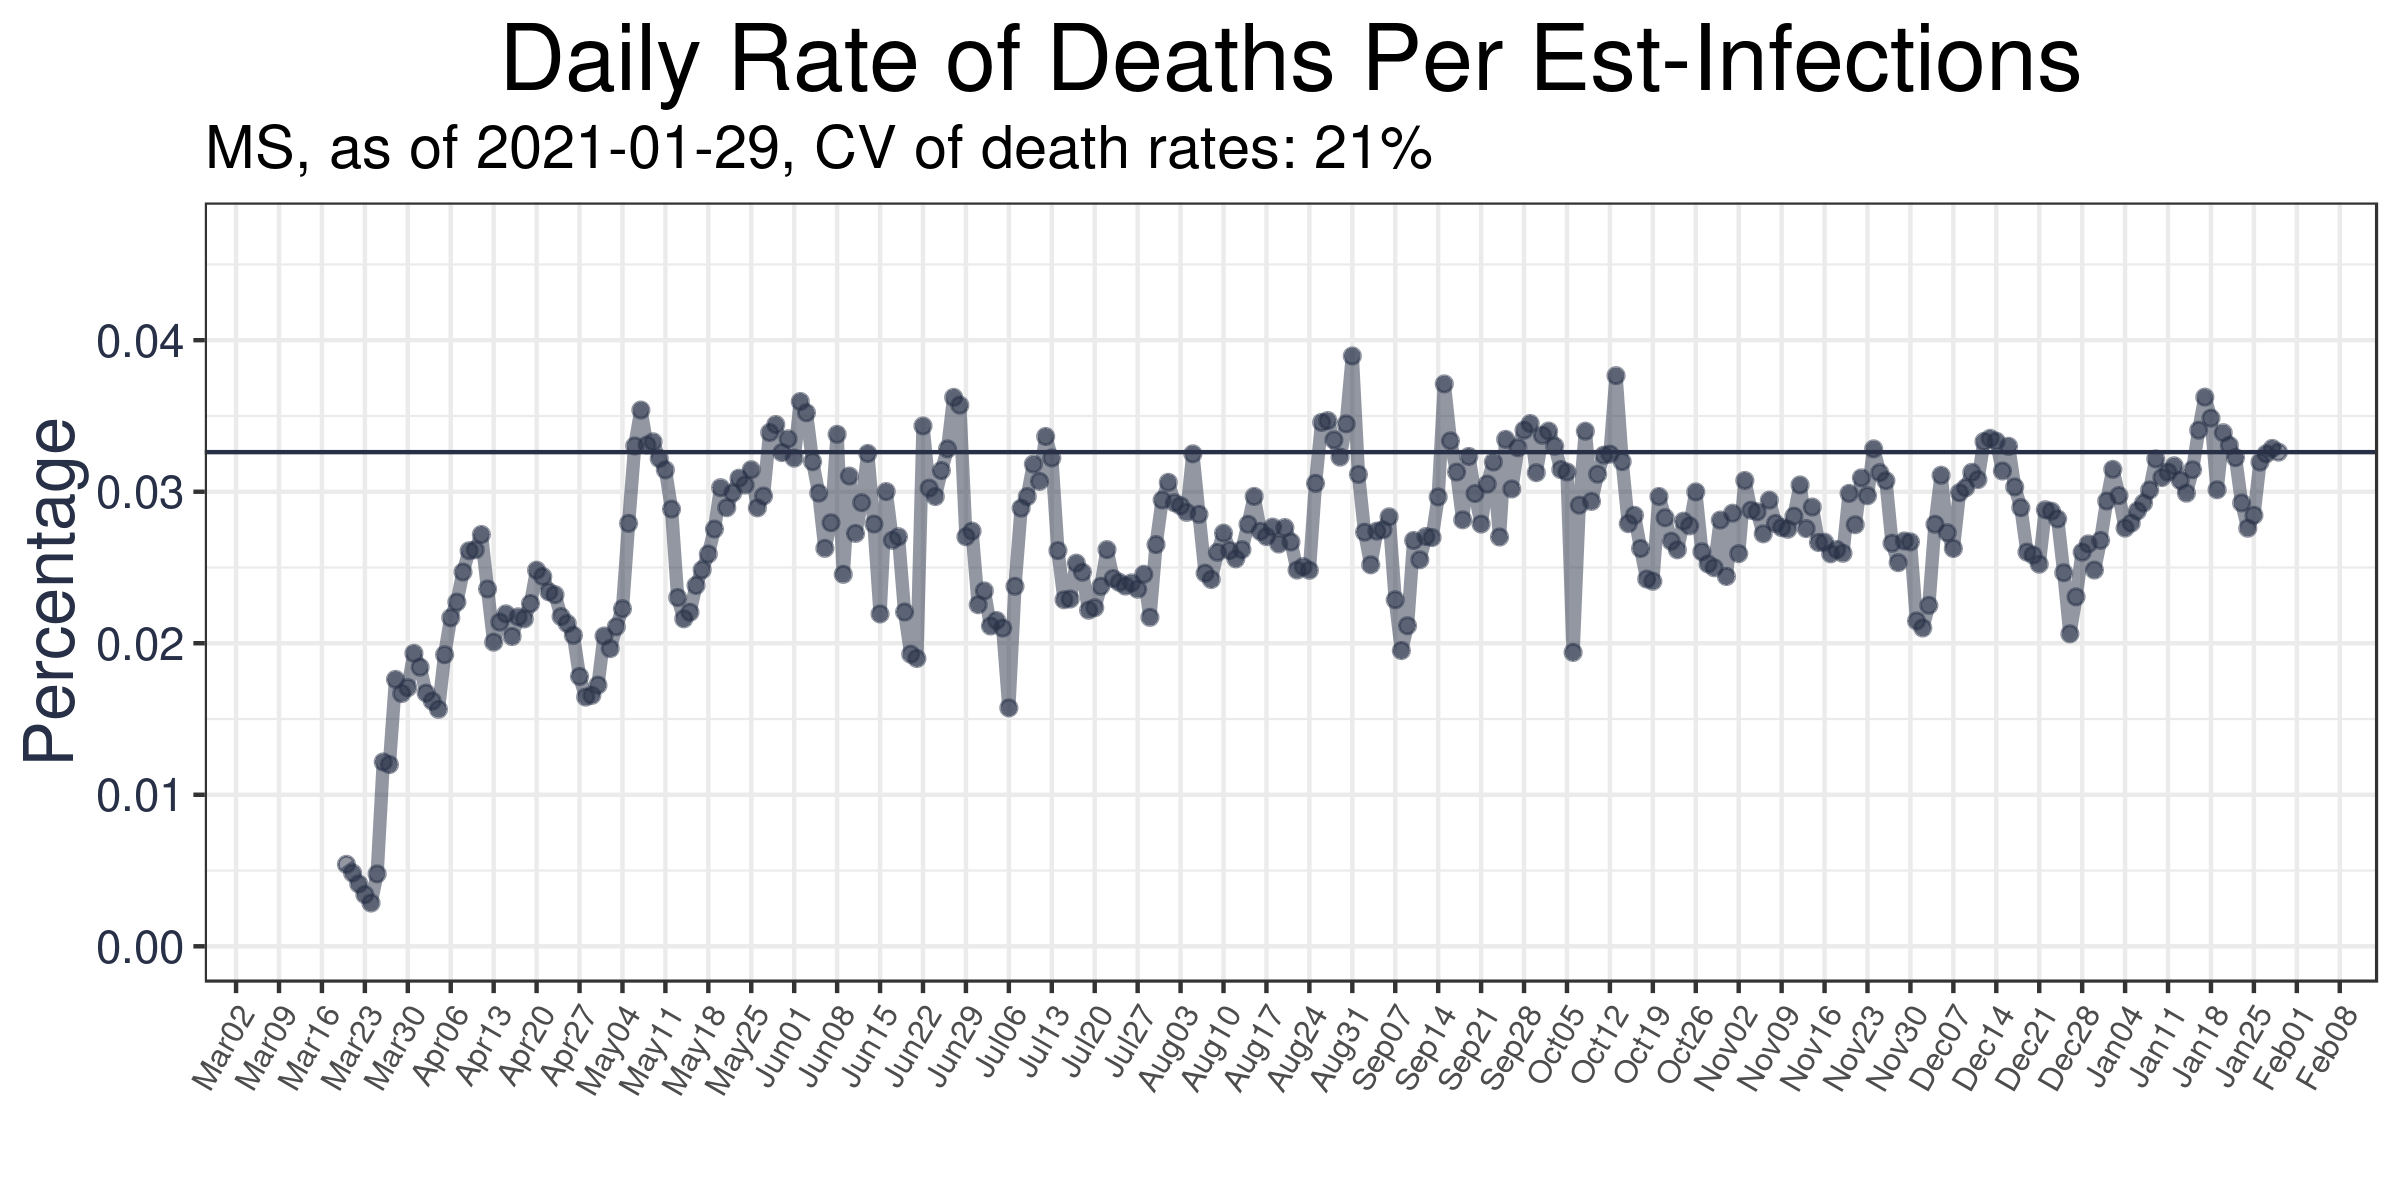 Daily Rate of Deaths Per Est-Infections
MS, as of 2021-01-29, CV of death rates: 21%
Percentage
0.04
0.03
0.02
0.01
0.00
Mar02
Mar09
Mar16
Mar23
Mar30
Apr06
Apr13
Apr20
Apr27
May04
May11
May18
May25
Jun01
Jun08
Jun15
Jun22
Jun29
Jul06
Jul13
Jul20
Jul27
Aug03
Aug10
Aug17
Aug24
Aug31
Sep07
Sep14
Sep21
Sep28
Oct05
Oct12
Oct19
Oct26
Nov02
Nov09
Nov16
Nov23
Nov30
Dec07
Dec14
Dec21
Dec28
Jan04
Jan11
Jan18
Jan25
Feb01
Feb08